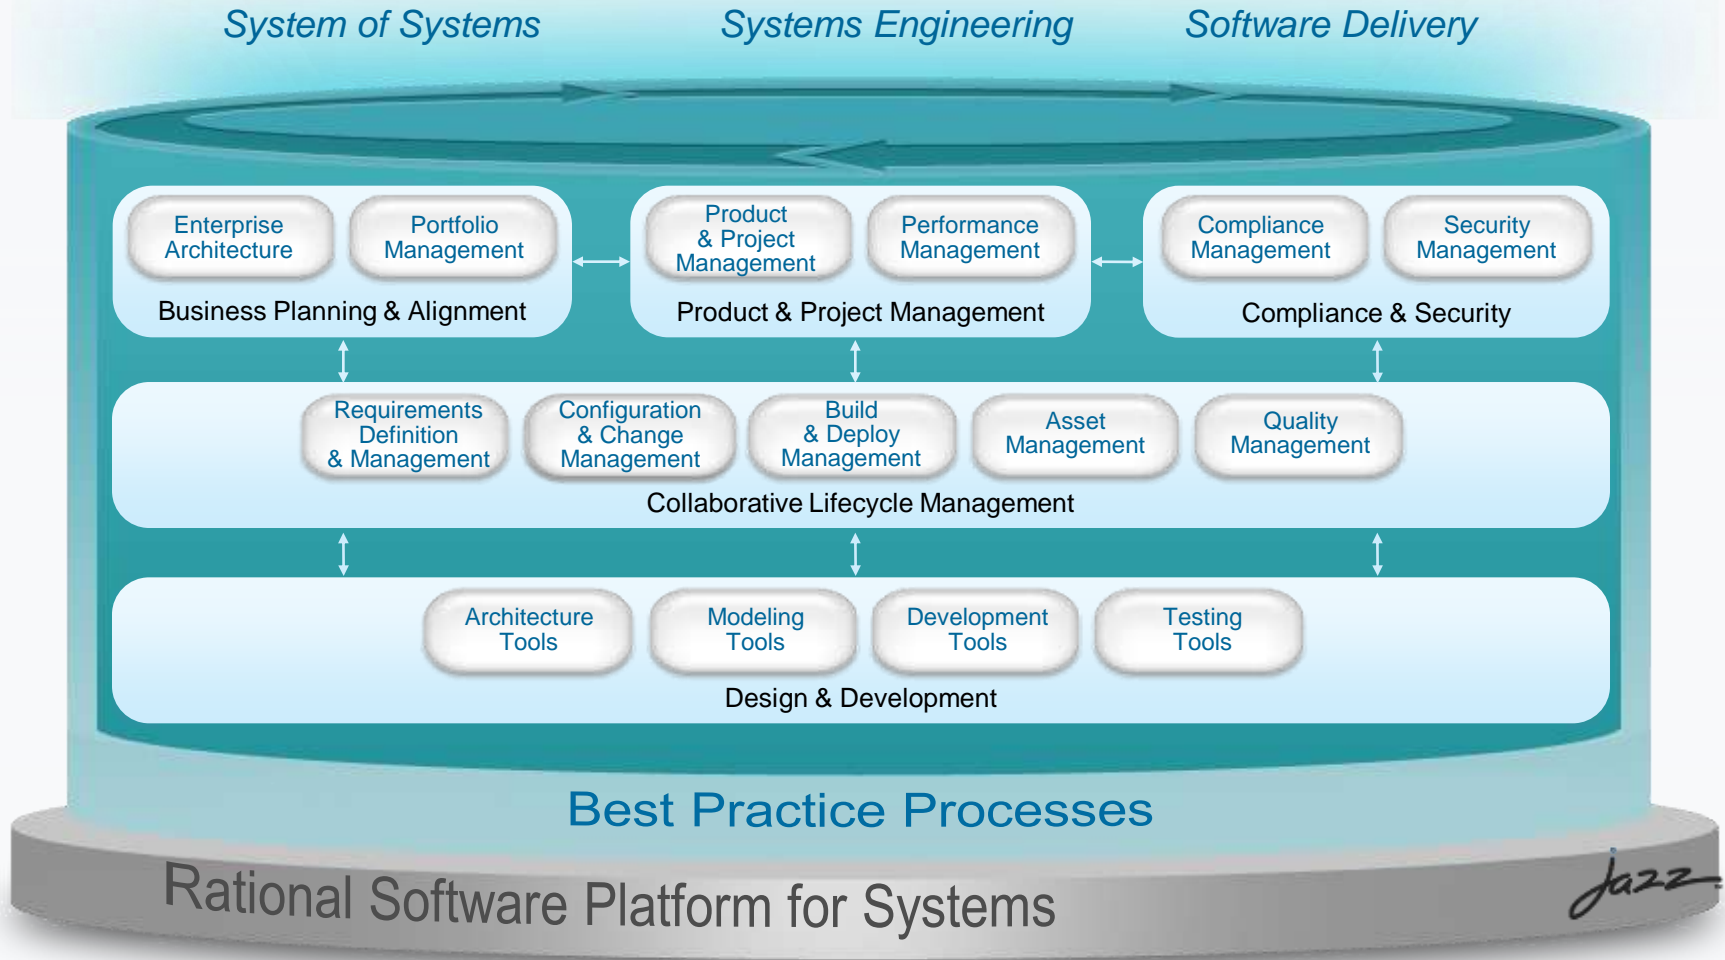 System of Systems
Systems Engineering
Software Delivery
Enterprise
Architecture
Portfolio
Management
Business Planning & Alignment
Product
& Project
Management
Performance
Management
Product & Project Management
Compliance
Management
Security
Management
Compliance & Security
Requirements
Definition
& Management
Configuration
& Change
Management
Build
& Deploy
Management
Asset
Management
Quality
Management
Collaborative Lifecycle Management
Architecture
Tools
Modeling
Tools
Development
Tools
Testing
Tools
Design & Development
Best Practice Processes
Rational Software Platform for Systems
jazz